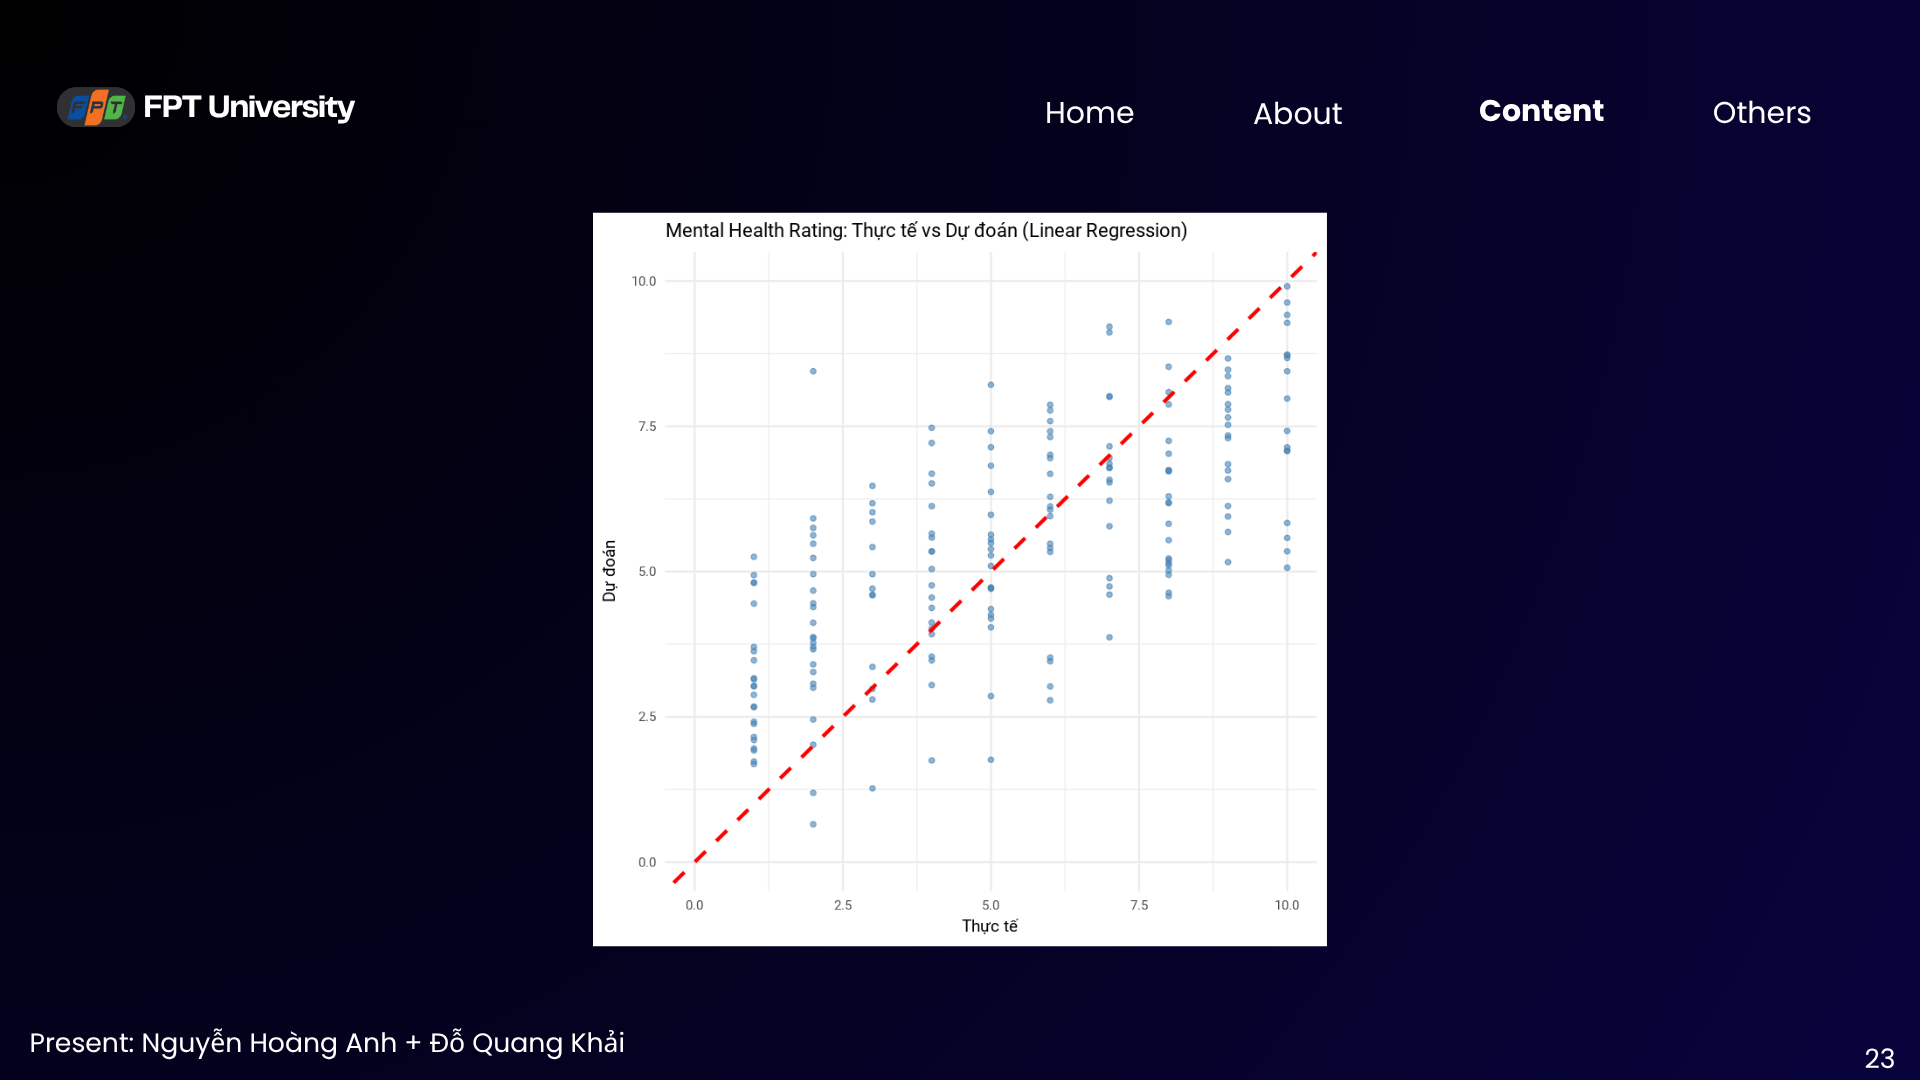 FPT FPT University
Home
About
Content
Others
Mental Health Rating: Thực tế vs Dự đoán (Linear Regression)
10.0
7.5
5.0
2.5
0.0
Dự đoán
0.0 2.5 5.0 7.5 10.0
Thực tế
Present: Nguyễn Hoàng Anh + Đỗ Quang Khải
23